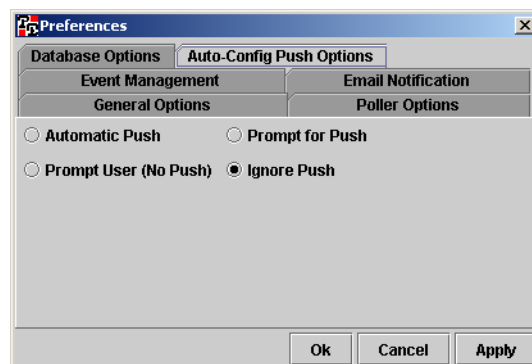 Preferences
Database Options Auto-Config Push Options
Event Management Email Notification
General Options Poller Options
Automatic Push Prompt for Push
Prompt User (No Push) Ignore Push
Ok Cancel Apply